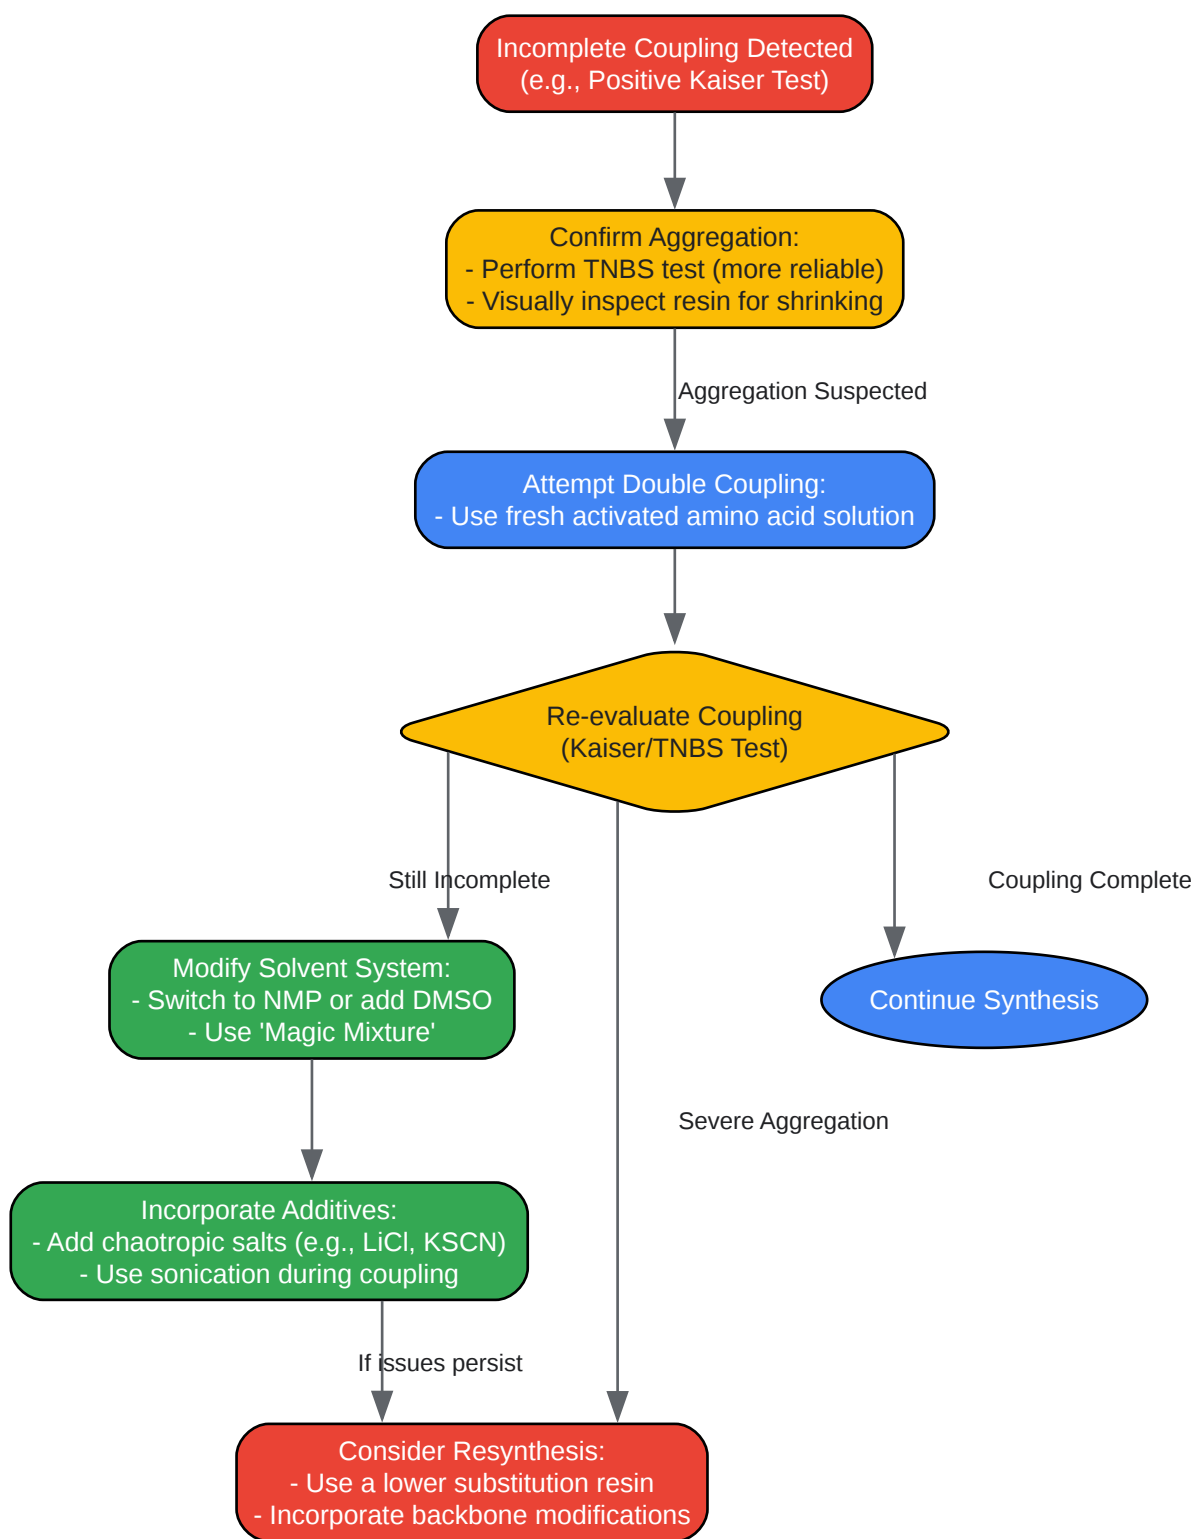 Incomplete Coupling Detected
(e.g., Positive Kaiser Test)
Confirm Aggregation:
- Perform TNBS test (more reliable)
- Visually inspect resin for shrinking
Aggregation Suspected
Attempt Double Coupling:
- Use fresh activated amino acid solution
Re-evaluate Coupling
(Kaiser/TNBS Test)
Still Incomplete
Coupling Complete
Modify Solvent System:
- Switch to NMP or add DMSO
- Use 'Magic Mixture'
Continue Synthesis
Severe Aggregation
Incorporate Additives:
- Add chaotropic salts (e.g., LiCl, KSCN)
- Use sonication during coupling
If issues persist
Consider Resynthesis:
- Use a lower substitution resin
- Incorporate backbone modifications